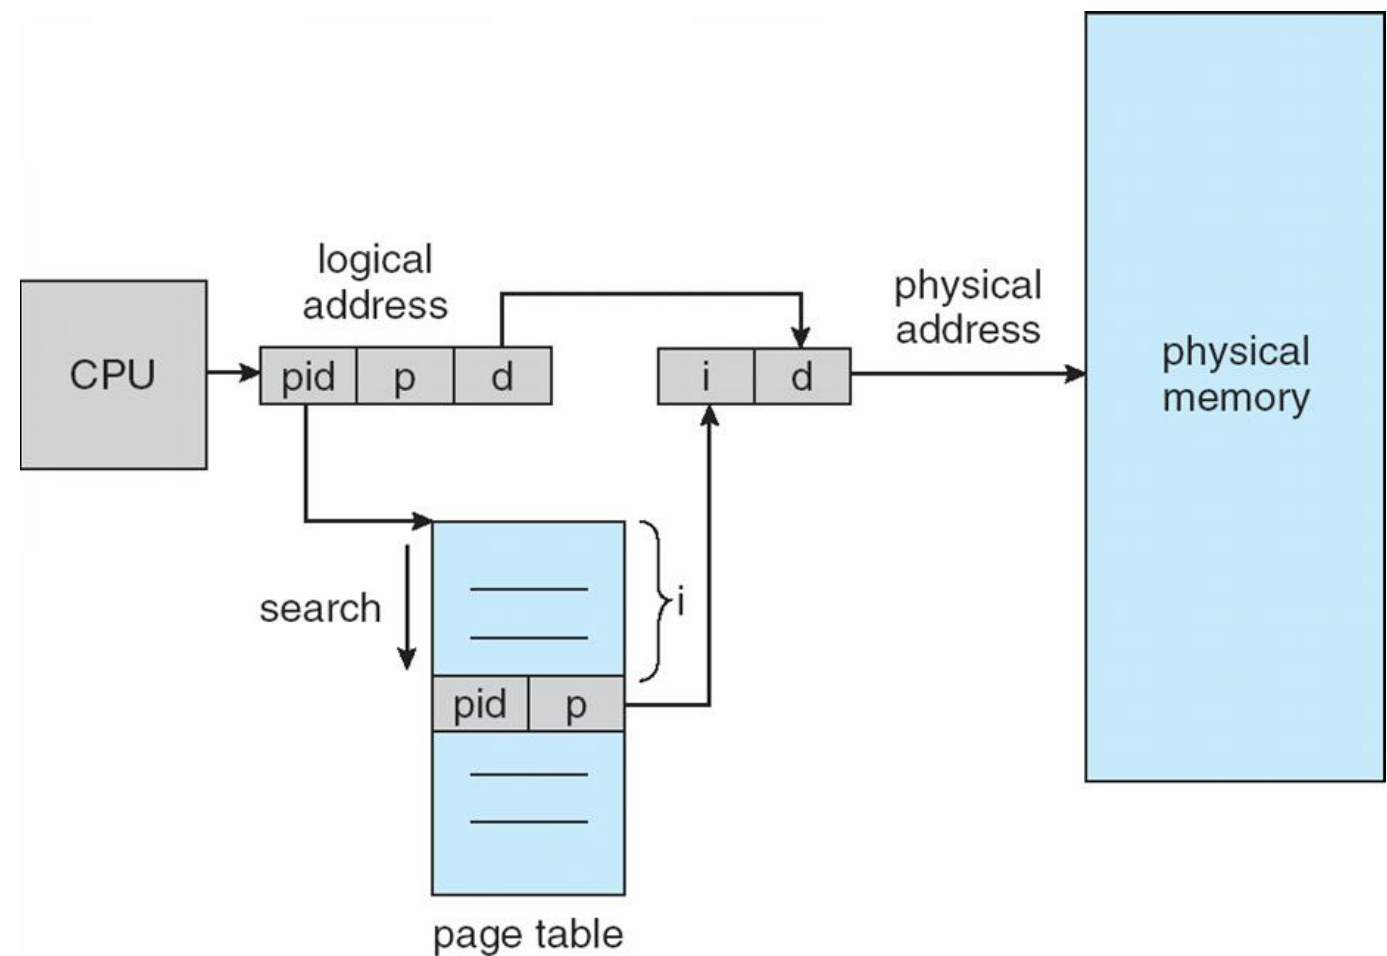 logical
address
physical
address
CPU
pid p d
i d
physical
memory
search
i
pid p
page table